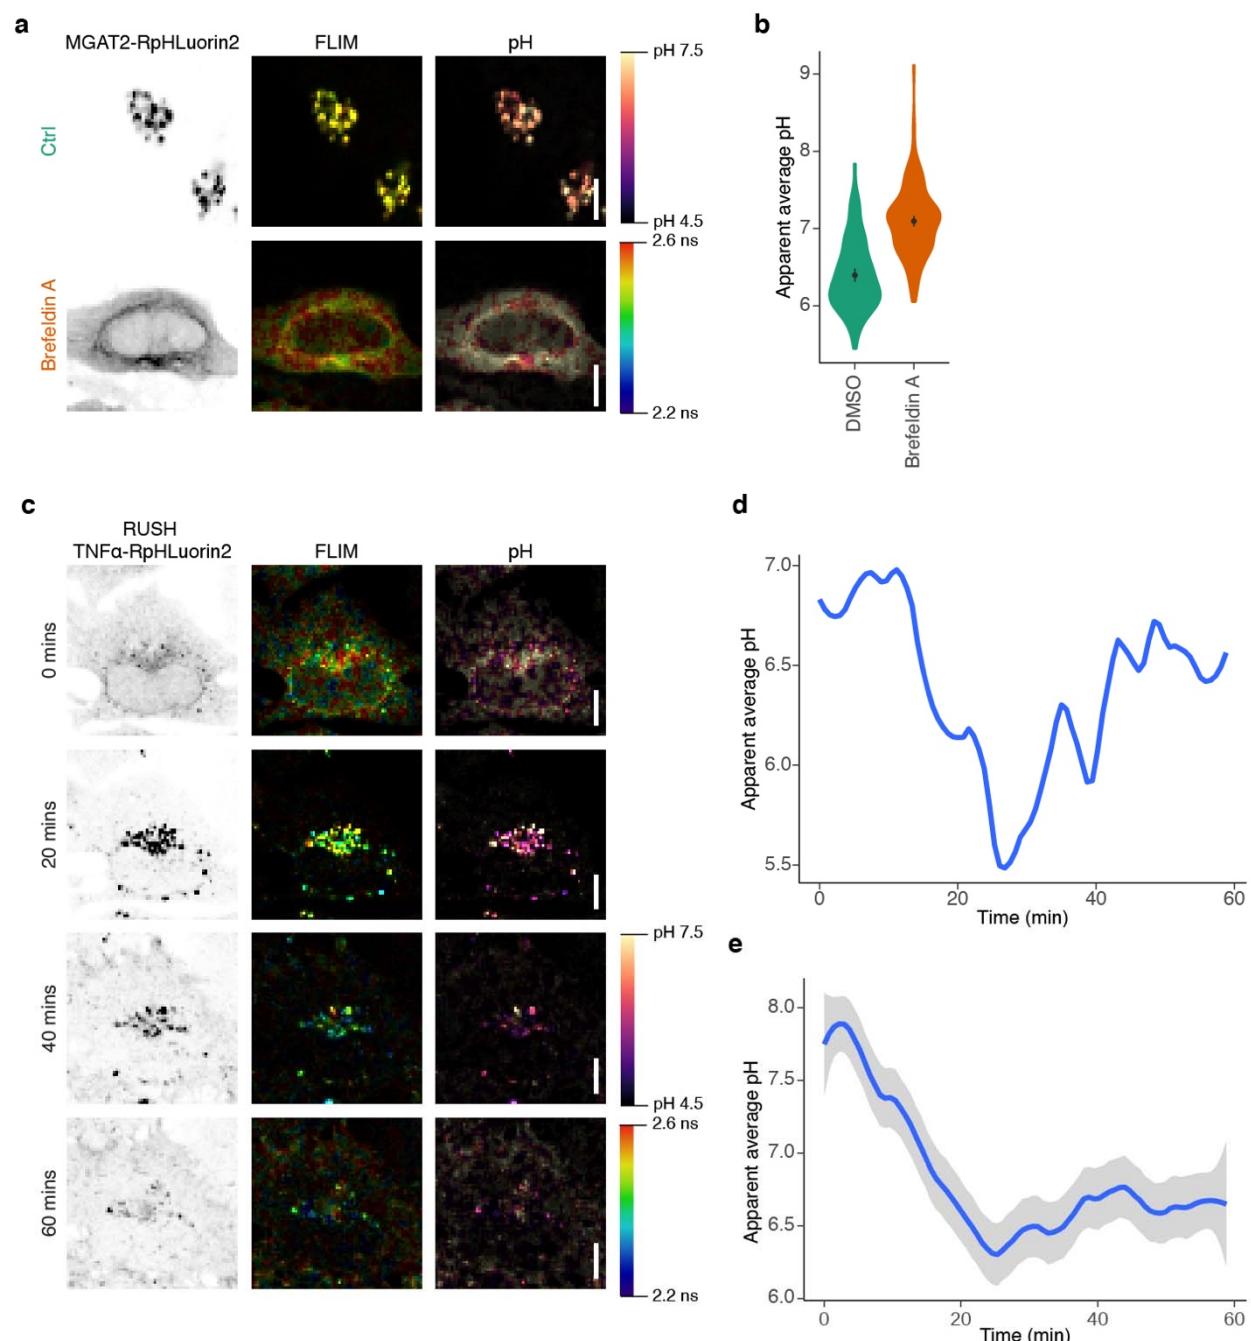 a
MGAT2-RpHLuorin2
FLIM
pH
Ctrl
Brefeldin A
pH 7.5
pH 4.5
2.6 ns
2.2 ns
b
Apparent average pH
9
8
7
6
DMSO
Brefeldin A
c
RUSH
TNFα-RpHLuorin2
FLIM
pH
0 mins
20 mins
40 mins
60 mins
pH 7.5
pH 4.5
2.6 ns
2.2 ns
d
Apparent average pH
7.0
6.5
6.0
5.5
0
20
40
60
Time (min)
e
Apparent average pH
8.0
7.5
7.0
6.5
6.0
0
20
40
60
Time (min)